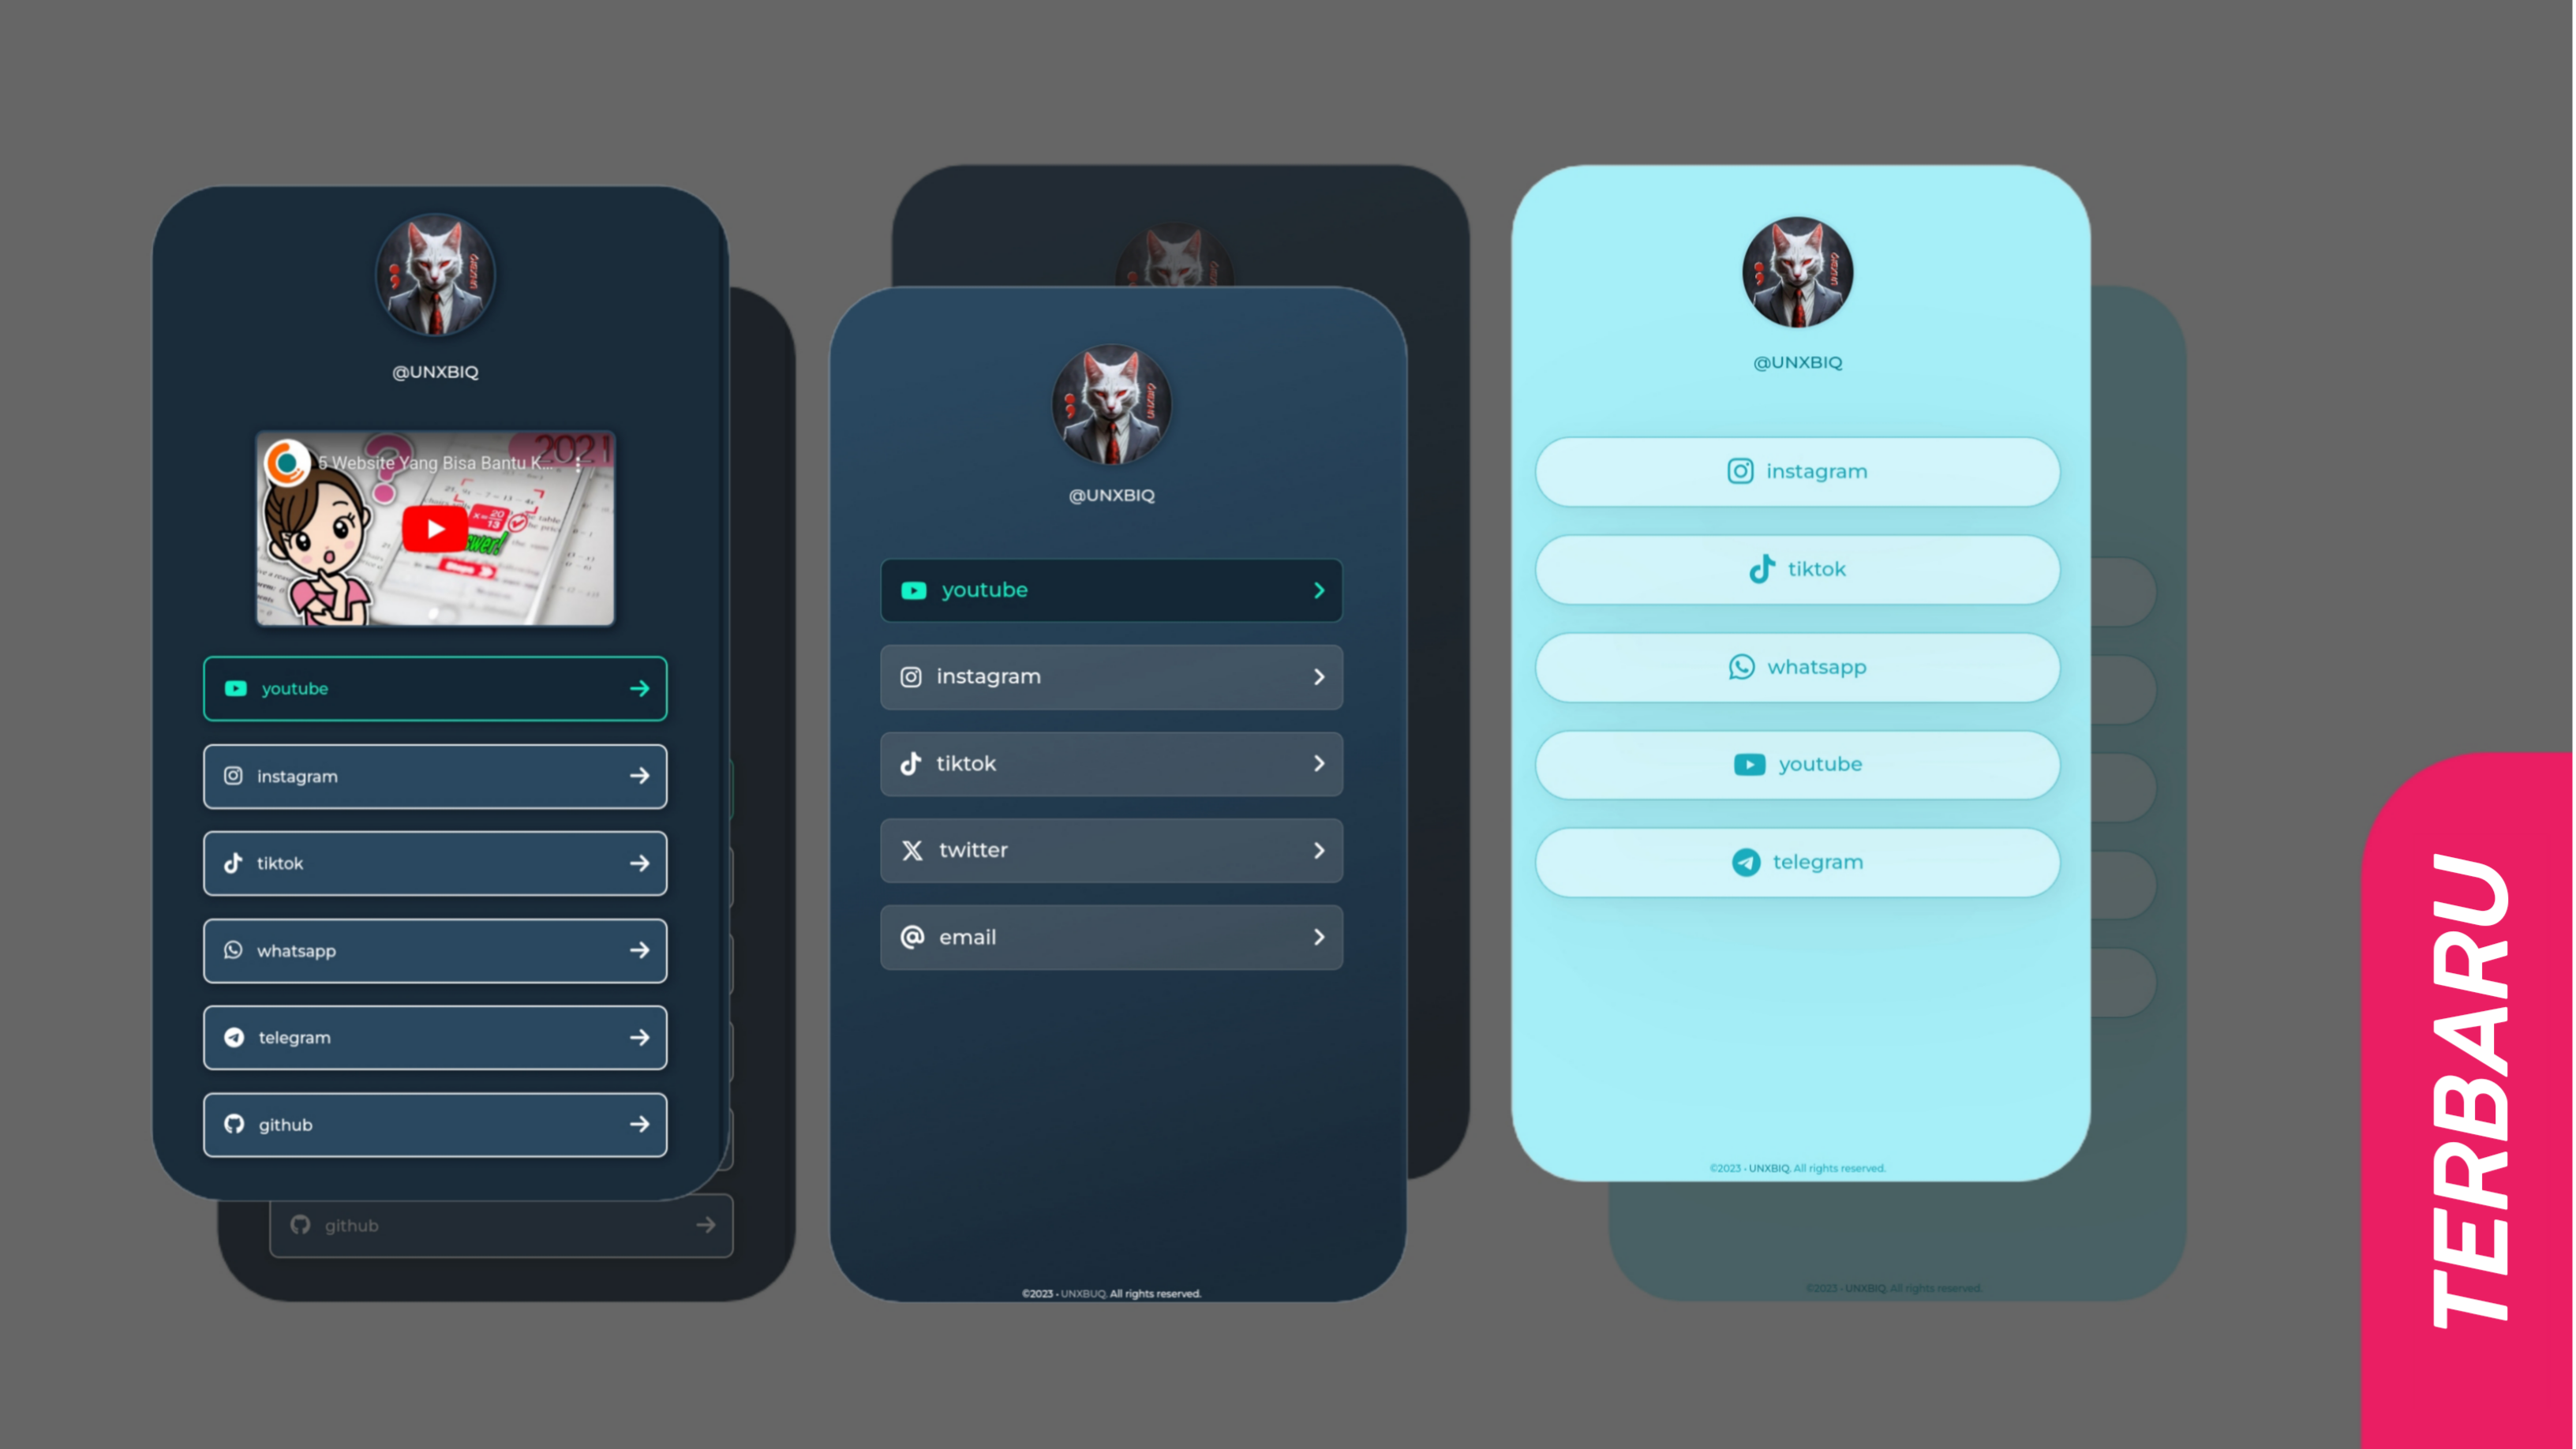 @UNXBIQ
5 Website Yang Bisa Bantu K...
2021
youtube
instagram
tiktok
whatsapp
telegram
github
github
@UNXBIQ
youtube
instagram
tiktok
twitter
email
©2023 - UNXBUQ. All rights reserved.
@UNXBIQ
instagram
tiktok
whatsapp
youtube
telegram
©2023 - UNXBIQ. All rights reserved.
©2023 - UNXBIQ. All rights reserved.
TERBARU